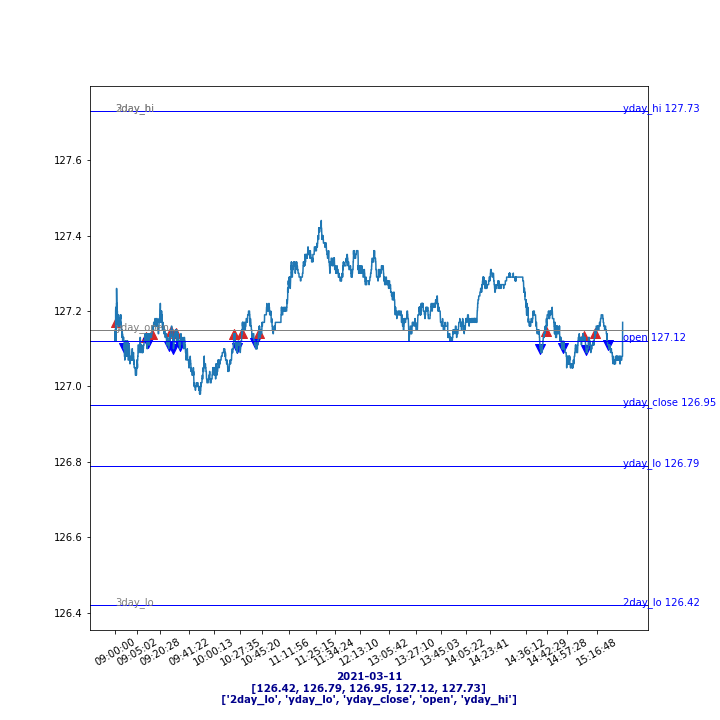 3day_hi
yday_hi 127.73
127.6
127.4
127.2
yday_open
open 127.12
127.0
yday_close 126.95
126.8
yday_lo 126.79
126.6
3day_lo
2day_lo 126.42
126.4
09:00:00
09:05:02
09:20:28
09:41:22
10:00:13
10:27:35
10:45:20
11:11:56
11:25:15
11:34:24
12:13:10
13:05:42
13:27:10
13:45:03
14:05:22
14:23:41
14:36:12
14:42:29
14:57:28
15:16:48
2021-03-11
[126.42, 126.79, 126.95, 127.12, 127.73]
['2day_lo', 'yday_lo', 'yday_close', 'open', 'yday_hi']